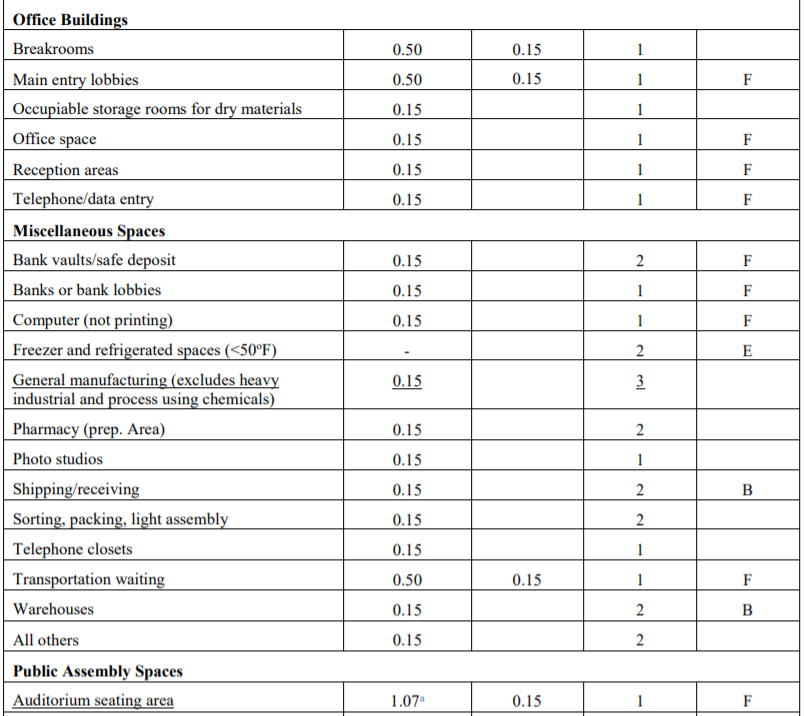 Office Buildings
Breakrooms 0.50 0.15 1
Main entry lobbies 0.50 0.15 1 F
Occupiable storage rooms for dry materials 0.15 1
Office space 0.15 1 F
Reception areas 0.15 1 F
Telephone/data entry 0.15 1 F
Miscellaneous Spaces
Bank vaults/safe deposit 0.15 2 F
Banks or bank lobbies 0.15 1 F
Computer (not printing) 0.15 1 F
Freezer and refrigerated spaces (<50ºF) - 2 E
General manufacturing (excludes heavy 0.15 3
industrial and process using chemicals)
Pharmacy (prep. Area) 0.15 2
Photo studios 0.15 1
Shipping/receiving 0.15 2 B
Sorting, packing, light assembly 0.15 2
Telephone closets 0.15 1
Transportation waiting 0.50 0.15 1 F
Warehouses 0.15 2 B
All others 0.15 2
Public Assembly Spaces
Auditorium seating area 1.07ᵃ 0.15 1 F